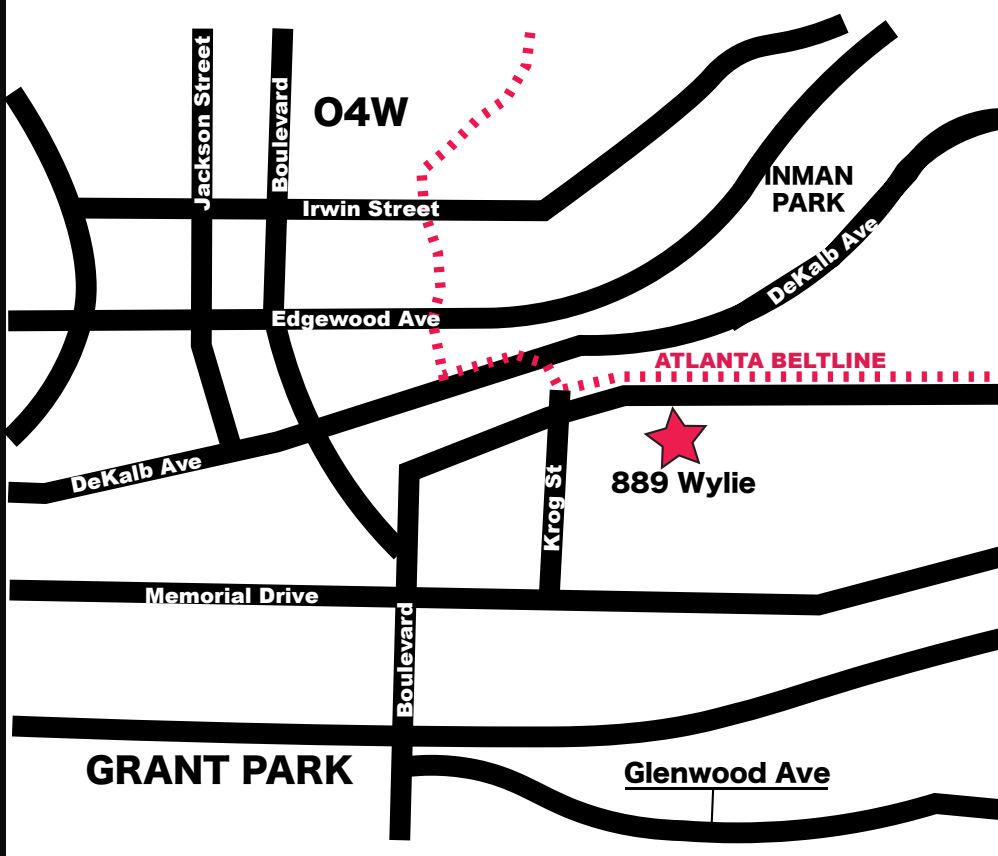 Jackson Street
Boulevard
O4W
Irwin Street
INMAN
PARK
DeKalb Ave
Edgewood Ave
ATLANTA BELTLINE
DeKalb Ave
Krog St
889 Wylie
Memorial Drive
Boulevard
GRANT PARK
Glenwood Ave